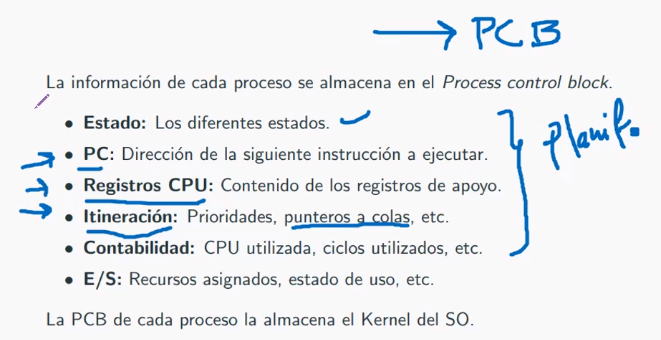 → PCB
La información de cada proceso se almacena en el Process control block.
• Estado: Los diferentes estados.
• PC: Dirección de la siguiente instrucción a ejecutar.
• Registros CPU: Contenido de los registros de apoyo.
• Itineración: Prioridades, punteros a colas, etc.
• Contabilidad: CPU utilizada, ciclos utilizados, etc.
Planif.
• E/S: Recursos asignados, estado de uso, etc.
La PCB de cada proceso la almacena el Kernel del SO.